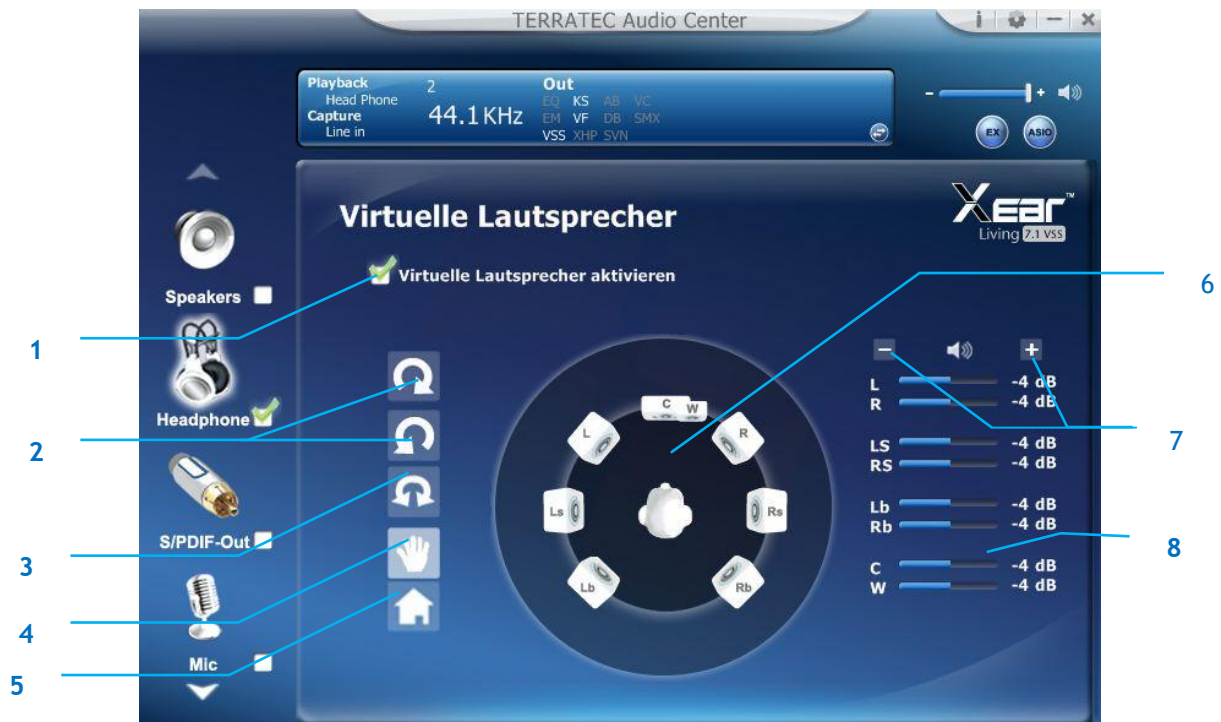 TERRATEC Audio Center
i
Playback 2 Out
Head Phone EQ KS AB VC
Capture 44.1 KHz EM VF DB SMX
Line in VSS XHP SVN
- +
EX ASIO
Virtuelle Lautsprecher
Xear™
Living 7.1 VSS
Virtuelle Lautsprecher aktivieren
Speakers
Headphone
S/PDIF-Out
Mic
L
C
W
R
Ls
Rs
Lb
Rb
- +
L -4 dB
R -4 dB
LS -4 dB
RS -4 dB
Lb -4 dB
Rb -4 dB
C -4 dB
W -4 dB
1
2
3
4
5
6
7
8